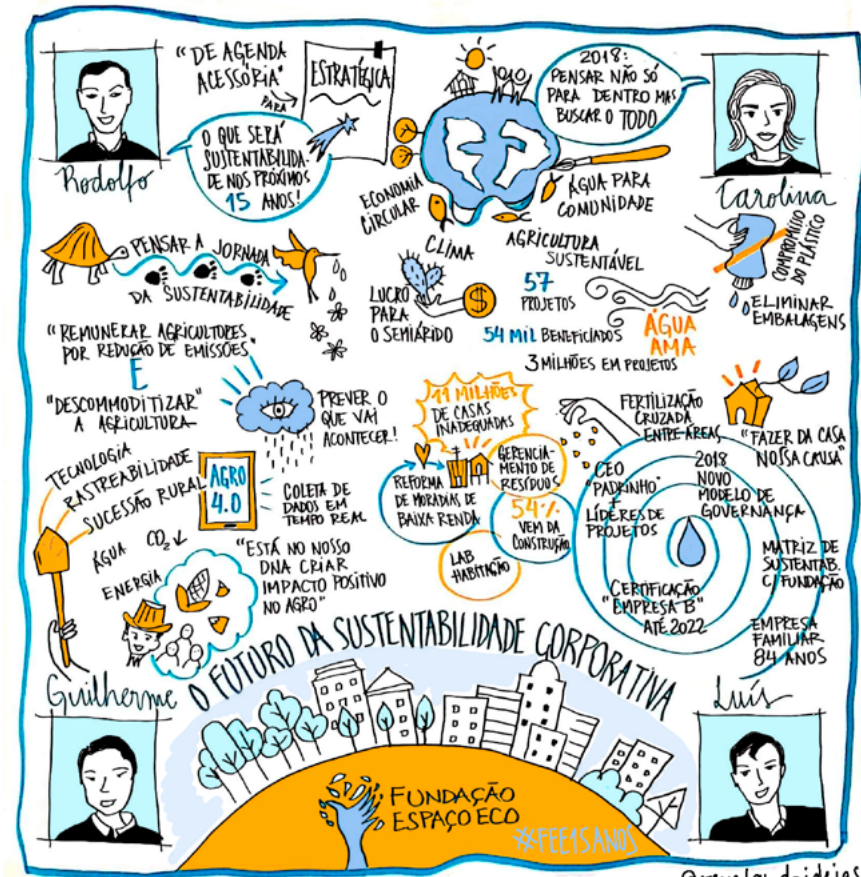 "DE AGENDA
ACESSÓRIA"
PARA
ESTRATÉGICA
O QUE SERÁ
SUSTENTABILIDA-
DE NOS PRÓXIMOS
15 ANOS!
Rodolfo
2018:
PENSAR NÃO SÓ
PARA DENTRO MAS
BUSCAR O TODO
Carolina
ECONOMIA
CIRCULAR
CLIMA
ÁGUA PARA
COMUNIDADE
AGRICULTURA
SUSTENTÁVEL
COMPROMISSO
DO PLÁSTICO
ELIMINAR
EMBALAGENS
PENSAR A JORNADA
DA SUSTENTABILIDADE
LUCRO
PARA
O SEMIÁRIDO
$
57
PROJETOS
54 MIL BENEFICIADOS
3 MILHÕES EM PROJETOS
ÁGUA
AMA
"REMUNERAR AGRICULTORES
POR REDUÇÃO DE EMISSÕES"
E
"DESCOMMODITIZAR"
A AGRICULTURA
PREVER O
QUE VAI
ACONTECER!
11 MILHÕES
DE CASAS
INADEQUADAS
REFORMA
DE MORADIAS DE
BAIXA RENDA
GERENCIA-
MENTO DE
RESÍDUOS
54%
VEM DA
CONSTRUÇÃO
LAB
HABITAÇÃO
FERTILIZAÇÃO
CRUZADA
ENTRE ÁREAS
"FAZER DA CASA
NOSSA CAUSA"
CEO
"PADRINHO"
+
LÍDERES DE
PROJETOS
2018
NOVO
MODELO DE
GOVERNANÇA
MATRIZ DE
SUSTENTAB.
C/ FUNDAÇÃO
CERTIFICAÇÃO
"EMPRESA B"
ATÉ 2022
EMPRESA
FAMILIAR
84 ANOS
TECNOLOGIA
RASTREABILIDADE
SUCESSÃO RURAL
AGRO
4.0
COLETA DE
DADOS EM
TEMPO REAL
ÁGUA
CO2
ENERGIA
"ESTÁ NO NOSSO
DNA CRIAR
IMPACTO POSITIVO
NO AGRO"
Guilherme
O FUTURO DA SUSTENTABILIDADE CORPORATIVA
Luís
FUNDAÇÃO
ESPAÇO ECO
#FEE15ANOS